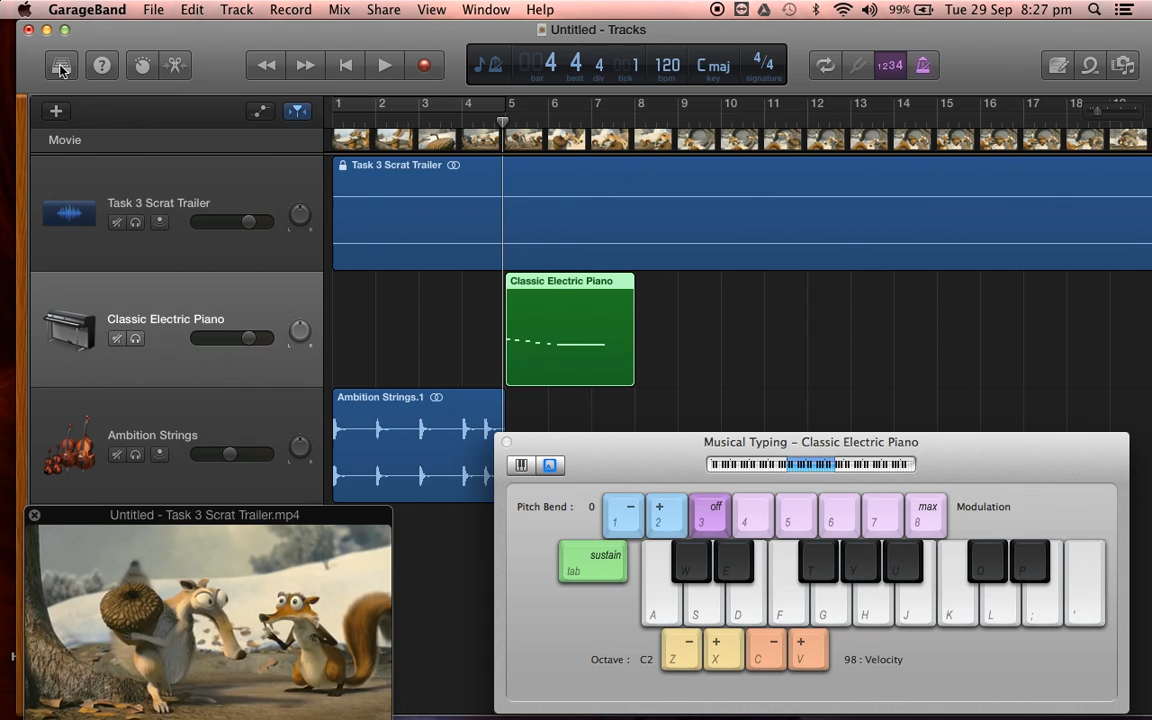 GarageBand File Edit Track Record Mix Share View Window Help 99% Tue 29 Sep 8:27 pm
Untitled - Tracks
4 4 4 1 120 C maj 4/4
bar beat div tick bpm key signature
1234
1 2 3 4 5 6 7 8 9 10 11 12 13 14 15 16 17 18 19
Movie
Task 3 Scrat Trailer
Task 3 Scrat Trailer
L R
Classic Electric Piano
Classic Electric Piano
L R
Ambition Strings.1
Ambition Strings
L R
Musical Typing – Classic Electric Piano
Pitch Bend : 0 − 1 + 2 off 3 4 5 6 7 max 8 Modulation
sustain
tab
W E T Y U O P
A S D F G H J K L ; '
Octave : C2 − Z + X − C + V 98 : Velocity
Untitled - Task 3 Scrat Trailer.mp4